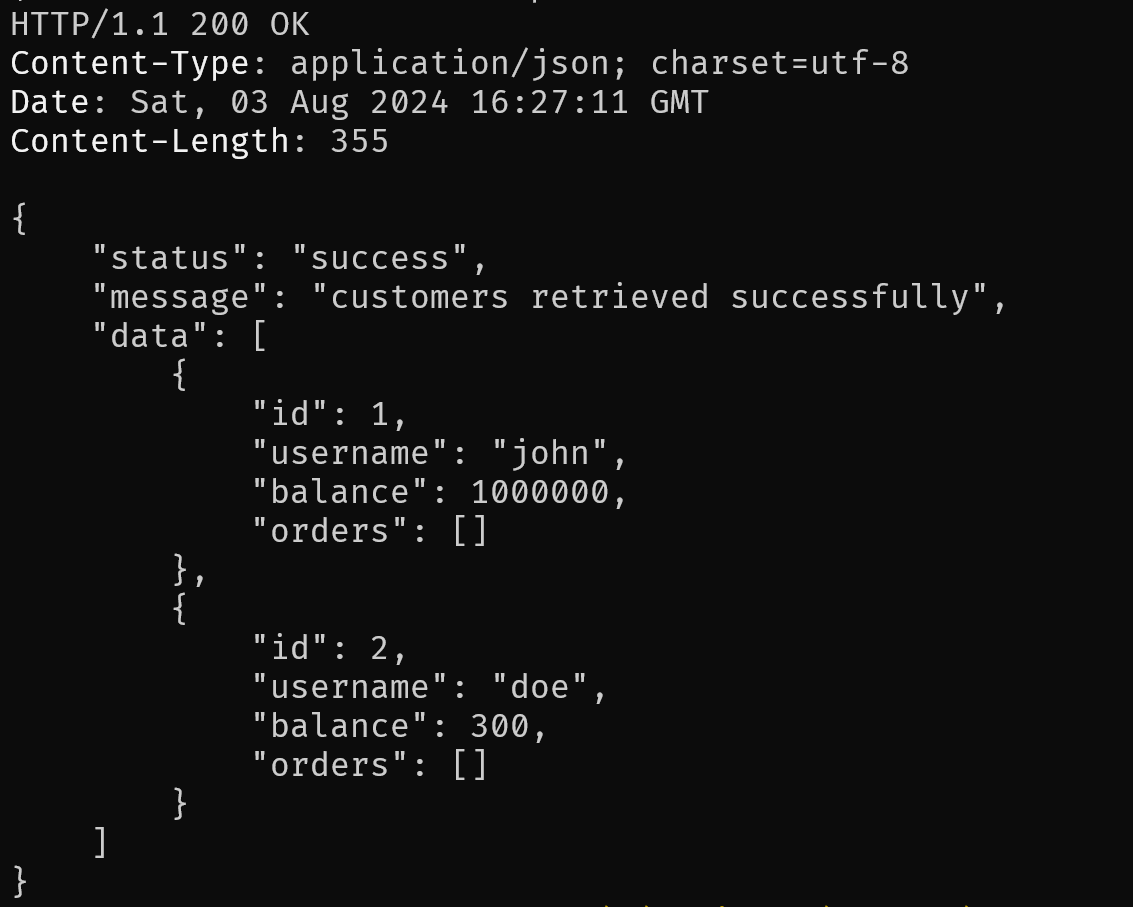 HTTP/1.1 200 OK
Content-Type: application/json; charset=utf-8
Date: Sat, 03 Aug 2024 16:27:11 GMT
Content-Length: 355

{
    "status": "success",
    "message": "customers retrieved successfully",
    "data": [
        {
            "id": 1,
            "username": "john",
            "balance": 1000000,
            "orders": []
        },
        {
            "id": 2,
            "username": "doe",
            "balance": 300,
            "orders": []
        }
    ]
}